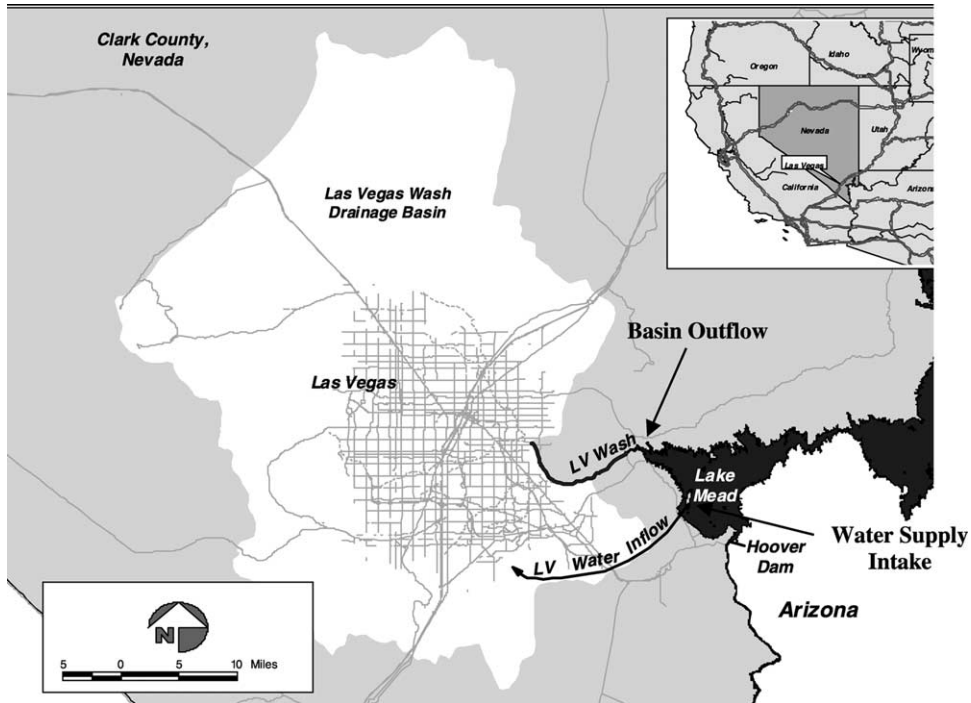 Clark County,
Nevada
Las Vegas Wash
Drainage Basin
Las Vegas
Oregon
Idaho
Wyom
Nevada
Utah
Las Vegas
California
Arizona
Basin Outflow
LV Wash
Lake
Mead
LV Water Inflow
Water Supply
Intake
Hoover
Dam
Arizona
N
5 0 5 10 Miles